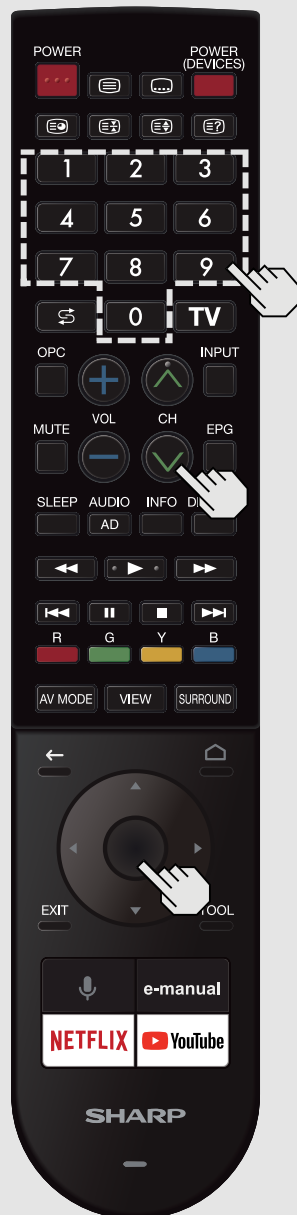 POWER POWER
(DEVICES)
1 2 3
4 5 6
7 8 9
0 TV
OPC INPUT
VOL CH
MUTE EPG
SLEEP AUDIO INFO
AD
R G Y B
AV MODE VIEW SURROUND
EXIT
e-manual
NETFLIX YouTube
SHARP